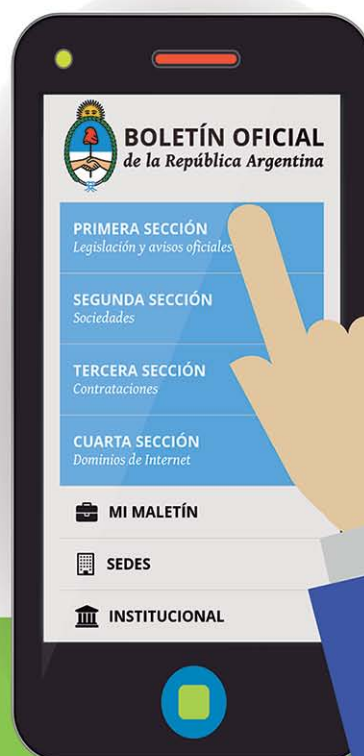 BOLETÍN OFICIAL
de la República Argentina
PRIMERA SECCIÓN
Legislación y avisos oficiales
SEGUNDA SECCIÓN
Sociedades
TERCERA SECCIÓN
Contrataciones
CUARTA SECCIÓN
Dominios de Internet
MI MALETÍN
SEDES
INSTITUCIONAL